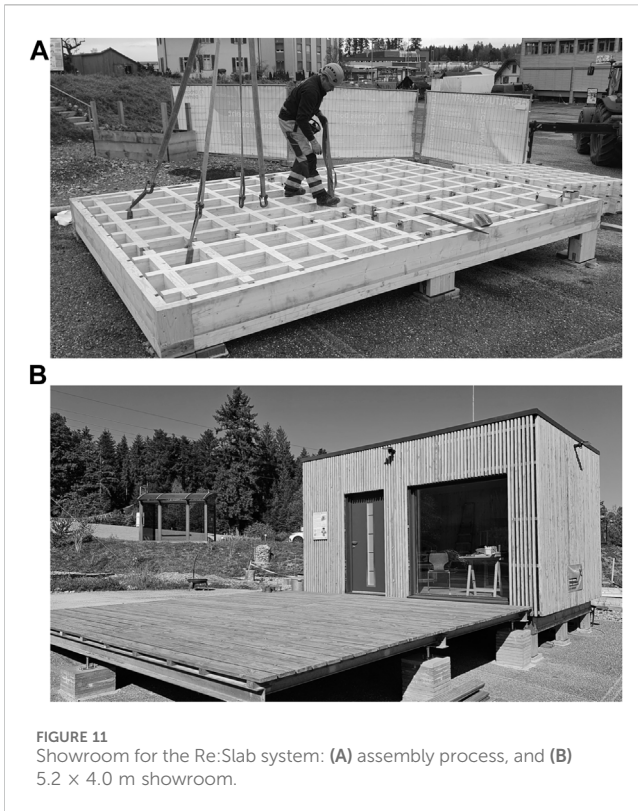 A
B
FIGURE 11
Showroom for the Re:Slab system: (A) assembly process, and (B)
5.2 × 4.0 m showroom.